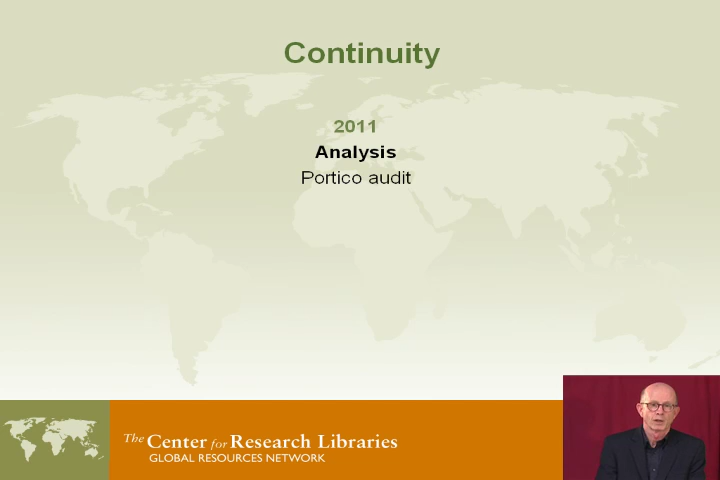 Continuity
2011
Analysis
Portico audit
The Center for Research Libraries
GLOBAL RESOURCES NETWORK